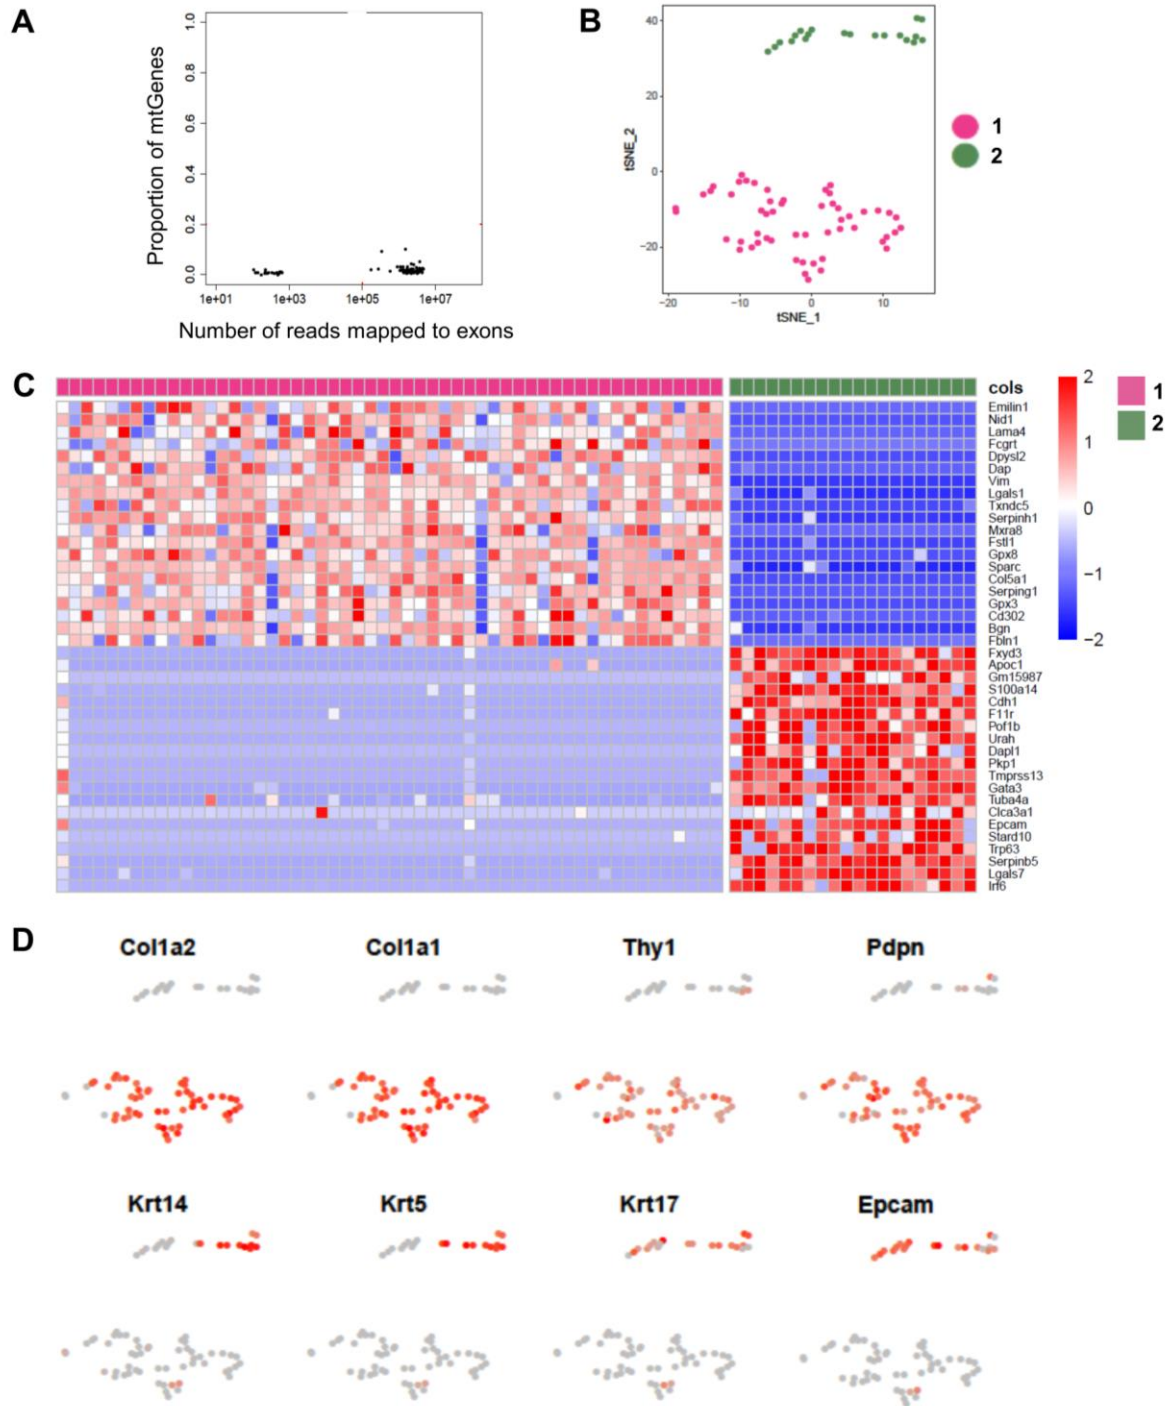 A
Proportion of mtGenes
1.0
0.8
0.6
0.4
0.2
0.0
1e+01
1e+03
1e+05
1e+07
Number of reads mapped to exons
B
tSNE_2
40
20
0
−20
−20
−10
0
10
tSNE_1
1
2
C
cols
Emilin1
Nid1
Lama4
Fcgrt
Dpysl2
Dap
Vim
Lgals1
Txndc5
Serpinh1
Mxra8
Fstl1
Gpx8
Sparc
Col5a1
Serping1
Gpx3
Cd302
Bgn
Fbln1
Fxyd3
Apoc1
Gm15987
S100a14
Cdh1
F11r
Pof1b
Urah
Dapl1
Pkp1
Tmprss13
Gata3
Tuba4a
Clca3a1
Epcam
Stard10
Trp63
Serpinb5
Lgals7
Irf6
2
1
0
−1
−2
1
2
D
Col1a2
Col1a1
Thy1
Pdpn
Krt14
Krt5
Krt17
Epcam